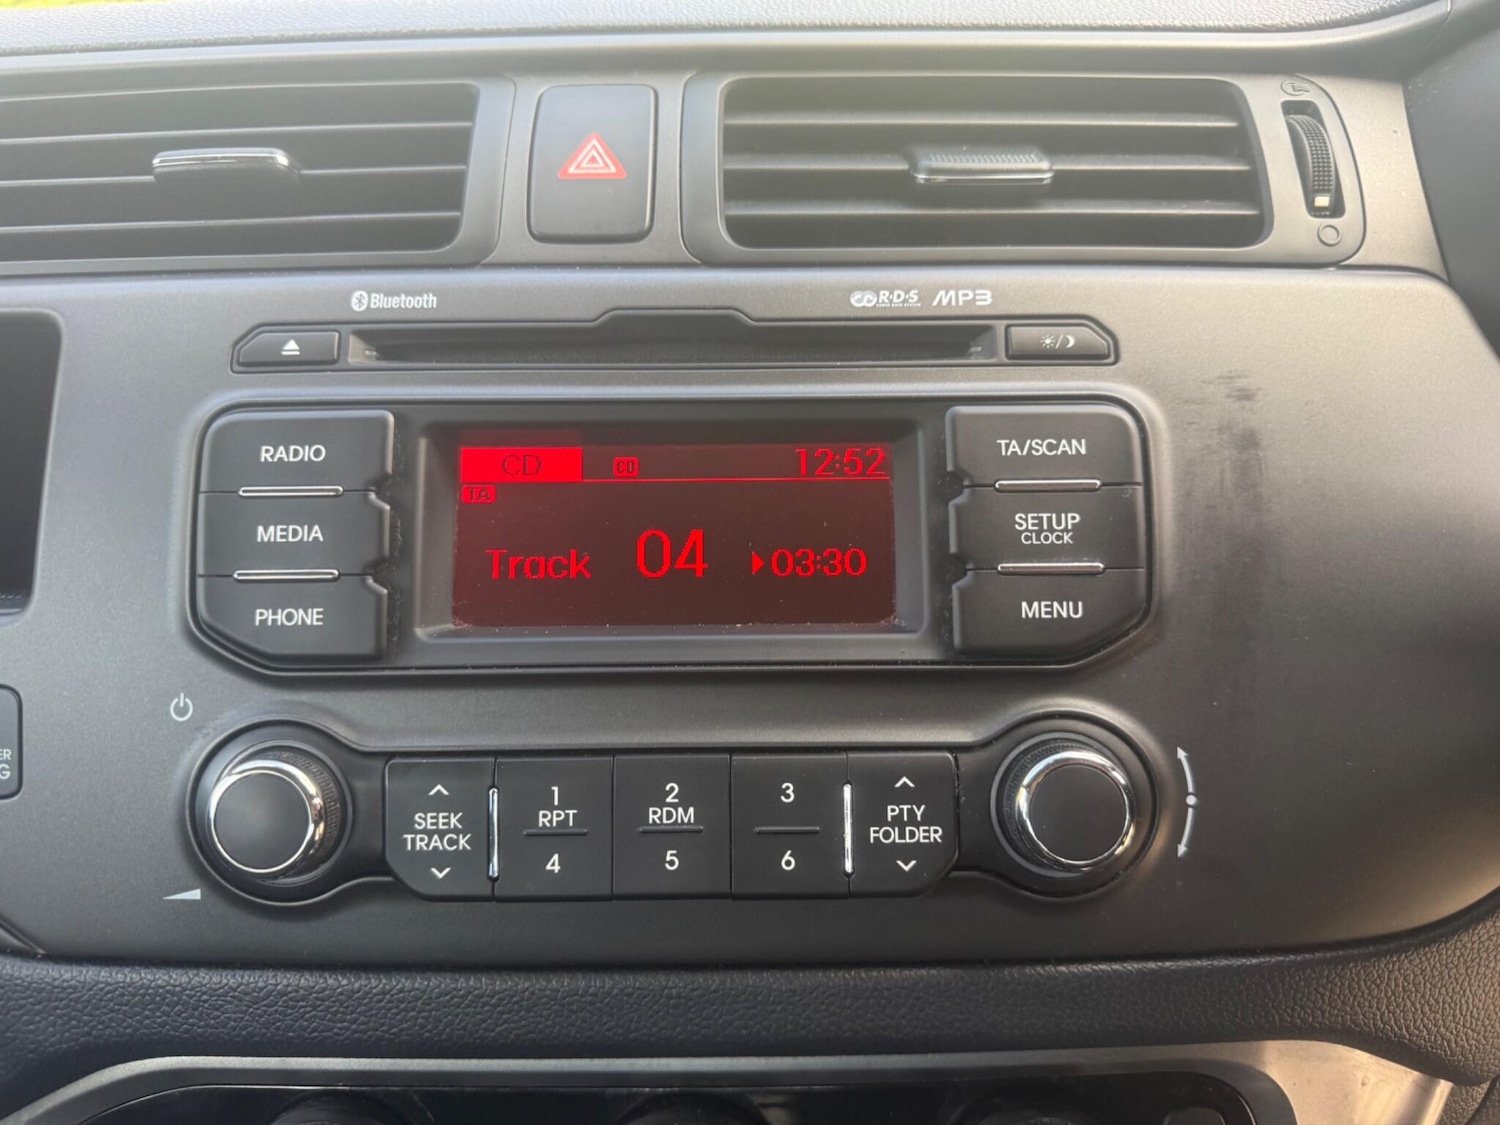 Bluetooth
R·D·S MP3
RADIO
MEDIA
PHONE
CD CD 12:52
TA
Track 04 03:30
TA/SCAN
SETUP
CLOCK
MENU
SEEK
TRACK
1
RPT
4
2
RDM
5
3
6
PTY
FOLDER
ER
G